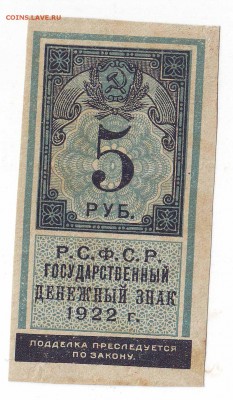 COINS.LAVE.RU
5
РУБ.
Р.С.Ф.С.Р.
ГОСУДАРСТВЕННЫЙ
ДЕНЕЖНЫЙ ЗНАК
1922 г.
ПОДДЕЛКА ПРЕСЛЕДУЕТСЯ
ПО ЗАКОНУ.